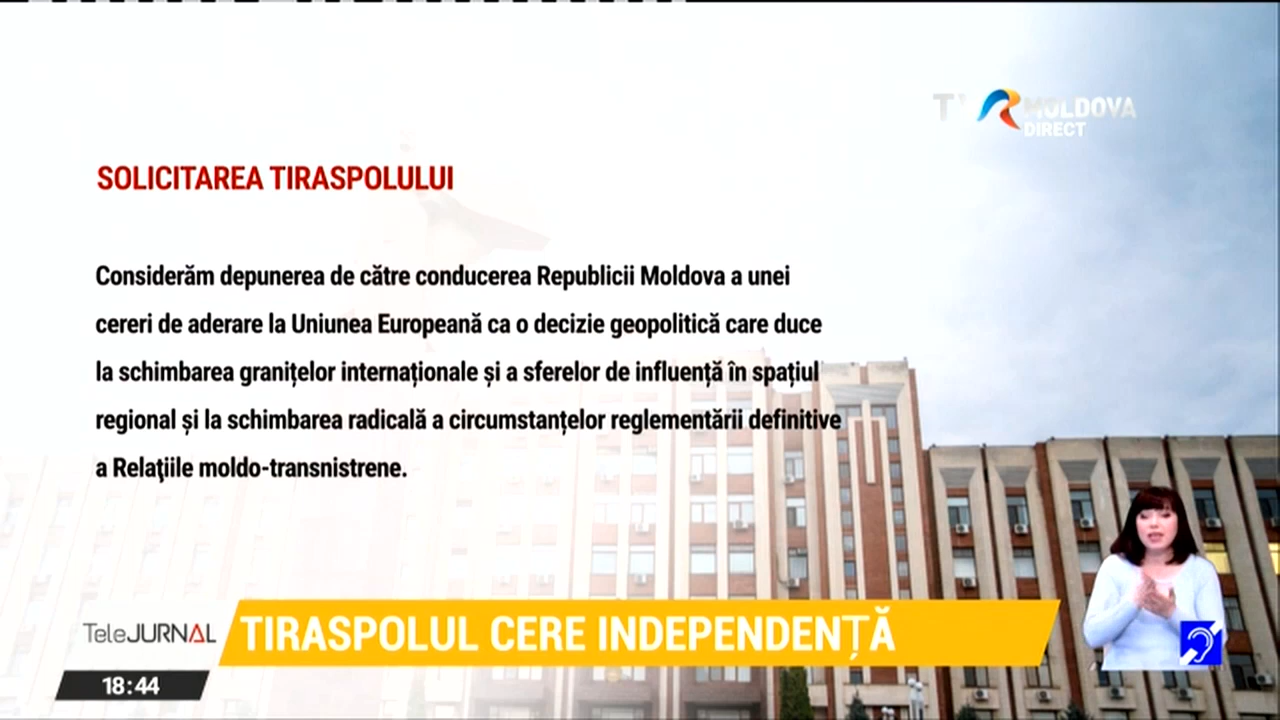 TV MOLDOVA
DIRECT
SOLICITAREA TIRASPOLULUI
Considerăm depunerea de către conducerea Republicii Moldova a unei
cereri de aderare la Uniunea Europeană ca o decizie geopolitică care duce
la schimbarea granițelor internaționale și a sferelor de influență în spațiul
regional și la schimbarea radicală a circumstanțelor reglementării definitive
a Relaţiile moldo-transnistrene.
TeleJURNAL
TIRASPOLUL CERE INDEPENDENȚĂ
18:44